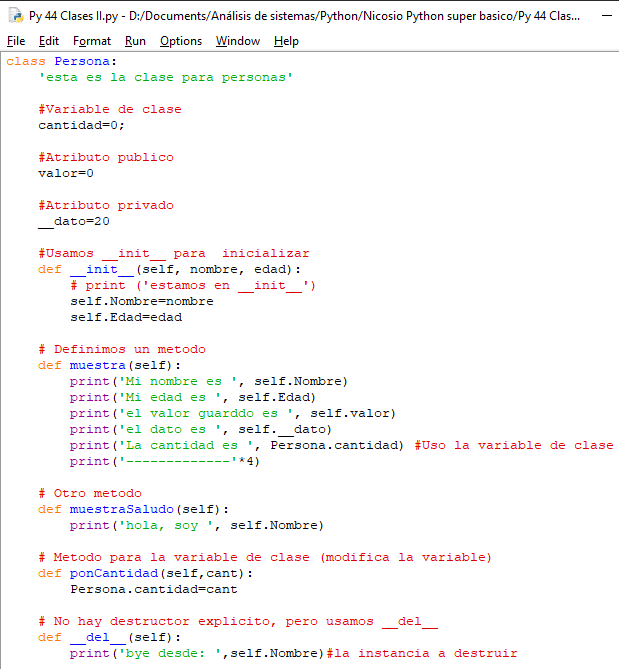 Py 44 Clases II.py - D:/Documents/Análisis de sistemas/Python/Nicosio Python super basico/Py 44 Clas...
File Edit Format Run Options Window Help
class Persona:
    'esta es la clase para personas'

    #Variable de clase
    cantidad=0;

    #Atributo publico
    valor=0

    #Atributo privado
    __dato=20

    #Usamos __init__ para  inicializar
    def __init__(self, nombre, edad):
        # print ('estamos en __init__')
        self.Nombre=nombre
        self.Edad=edad

    # Definimos un metodo
    def muestra(self):
        print('Mi nombre es ', self.Nombre)
        print('Mi edad es ', self.Edad)
        print('el valor guarddo es ', self.valor)
        print('el dato es ', self.__dato)
        print('La cantidad es ', Persona.cantidad) #Uso la variable de clase
        print('-------------'*4)

    # Otro metodo
    def muestraSaludo(self):
        print('hola, soy ', self.Nombre)

    # Metodo para la variable de clase (modifica la variable)
    def ponCantidad(self,cant):
        Persona.cantidad=cant

    # No hay destructor explicito, pero usamos __del__
    def __del__(self):
        print('bye desde: ',self.Nombre)#la instancia a destruir